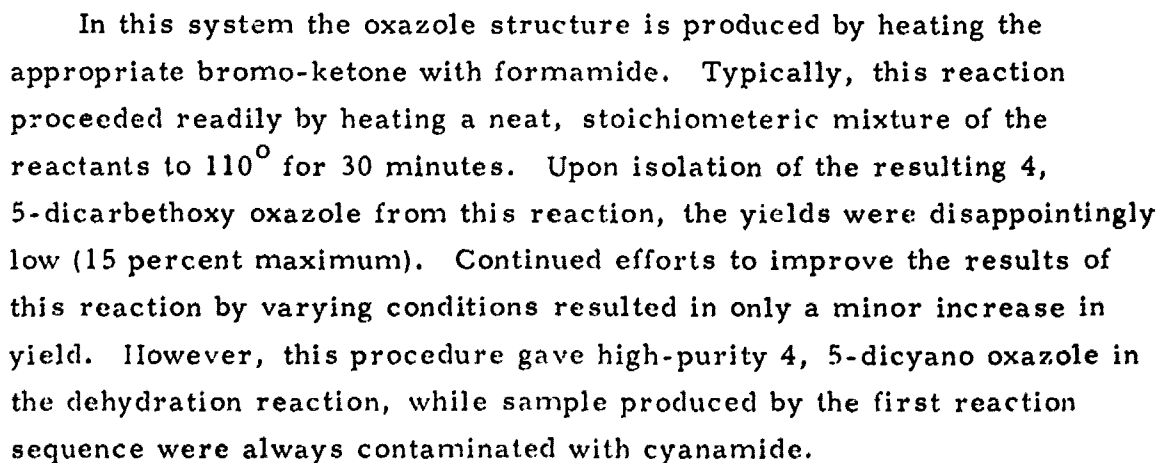 In this system the oxazole structure is produced by heating the
appropriate bromo-ketone with formamide. Typically, this reaction
proceeded readily by heating a neat, stoichiometeric mixture of the
reactants to 110° for 30 minutes. Upon isolation of the resulting 4,
5-dicarbethoxy oxazole from this reaction, the yields were disappointingly
low (15 percent maximum). Continued efforts to improve the results of
this reaction by varying conditions resulted in only a minor increase in
yield. However, this procedure gave high-purity 4, 5-dicyano oxazole in
the dehydration reaction, while sample produced by the first reaction
sequence were always contaminated with cyanamide.